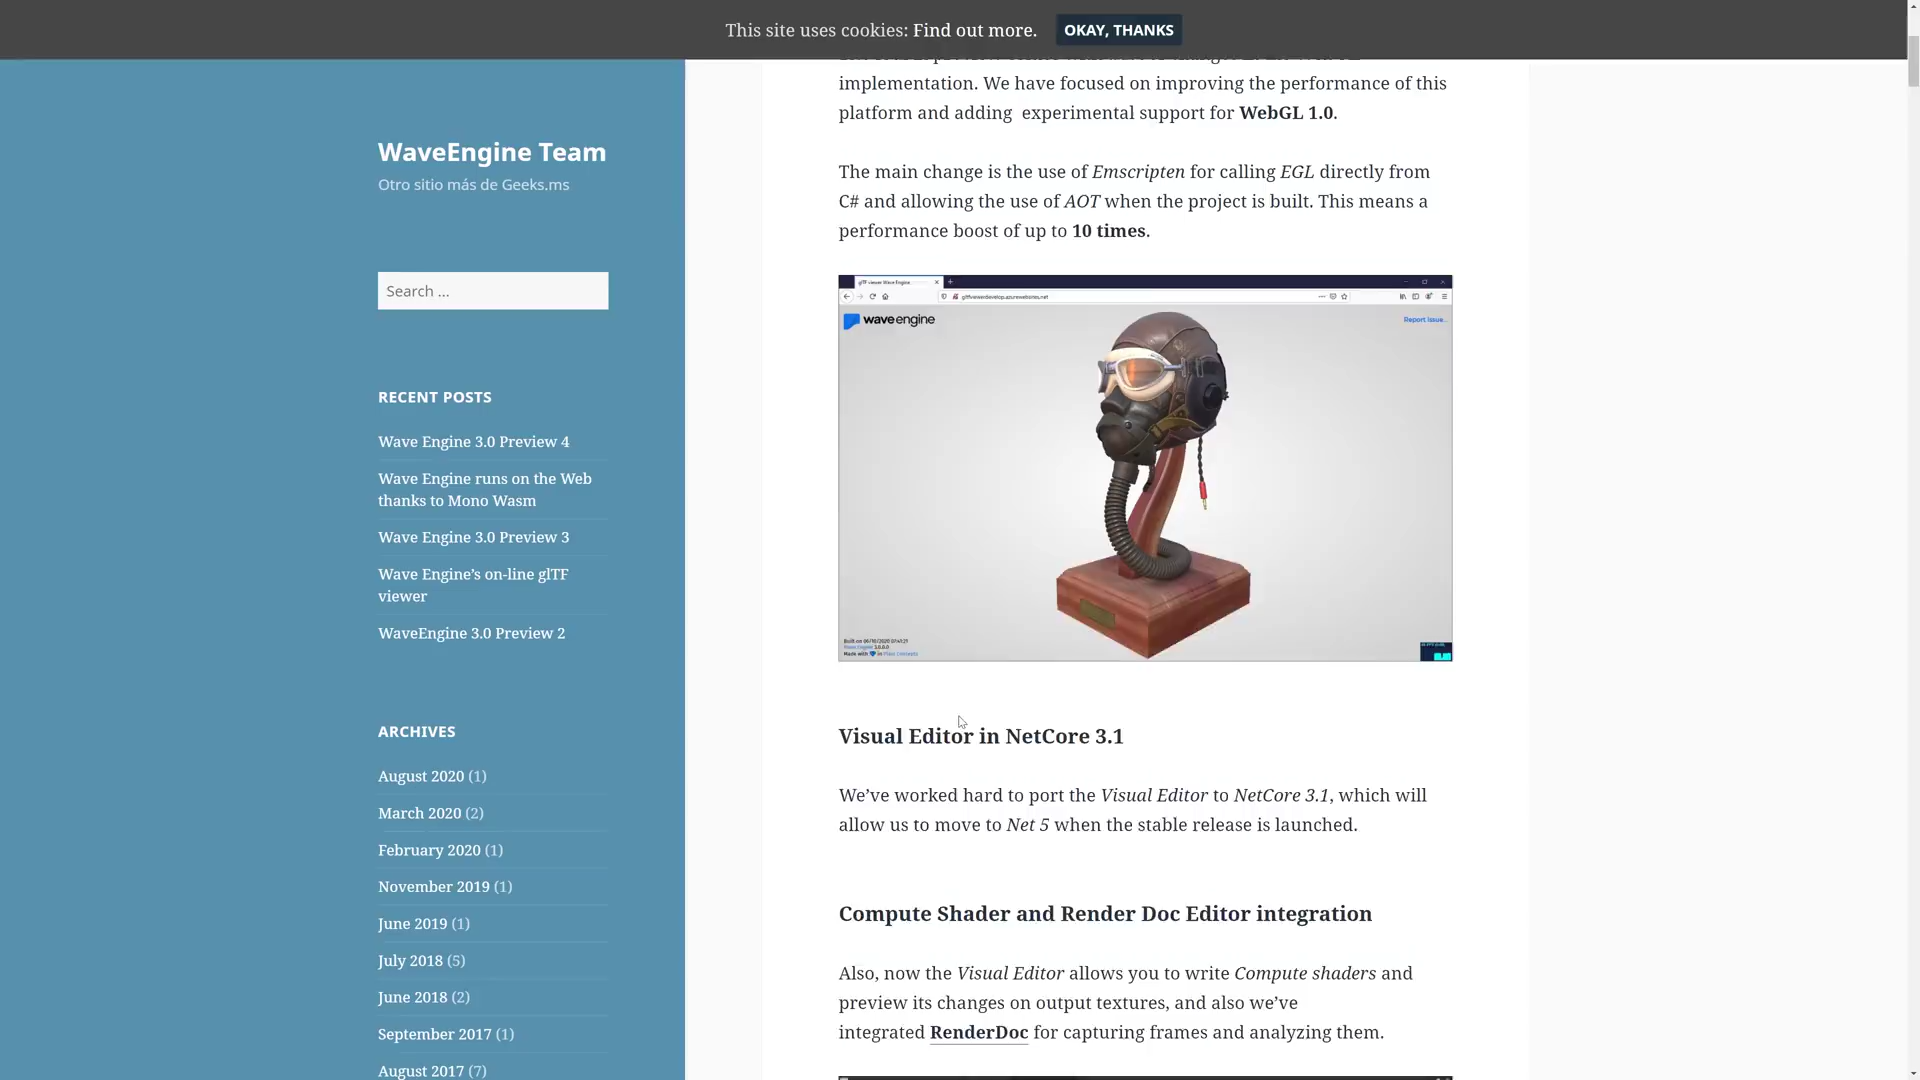 This site uses cookies: Find out more.
OKAY, THANKS
WaveEngine Team
Otro sitio más de Geeks.ms
Search ...
RECENT POSTS
Wave Engine 3.0 Preview 4
Wave Engine runs on the Web
thanks to Mono Wasm
Wave Engine 3.0 Preview 3
Wave Engine’s on-line glTF
viewer
WaveEngine 3.0 Preview 2
ARCHIVES
August 2020 (1)
March 2020 (2)
February 2020 (1)
November 2019 (1)
June 2019 (1)
July 2018 (5)
June 2018 (2)
September 2017 (1)
August 2017 (7)
implementation. We have focused on improving the performance of this
platform and adding  experimental support for WebGL 1.0.
The main change is the use of Emscripten for calling EGL directly from
C# and allowing the use of AOT when the project is built. This means a
performance boost of up to 10 times.
glTF viewer Wave Engine
waveengine
Report Issue...
Made with
Visual Editor in NetCore 3.1
We’ve worked hard to port the Visual Editor to NetCore 3.1, which will
allow us to move to Net 5 when the stable release is launched.
Compute Shader and Render Doc Editor integration
Also, now the Visual Editor allows you to write Compute shaders and
preview its changes on output textures, and also we’ve
integrated RenderDoc for capturing frames and analyzing them.